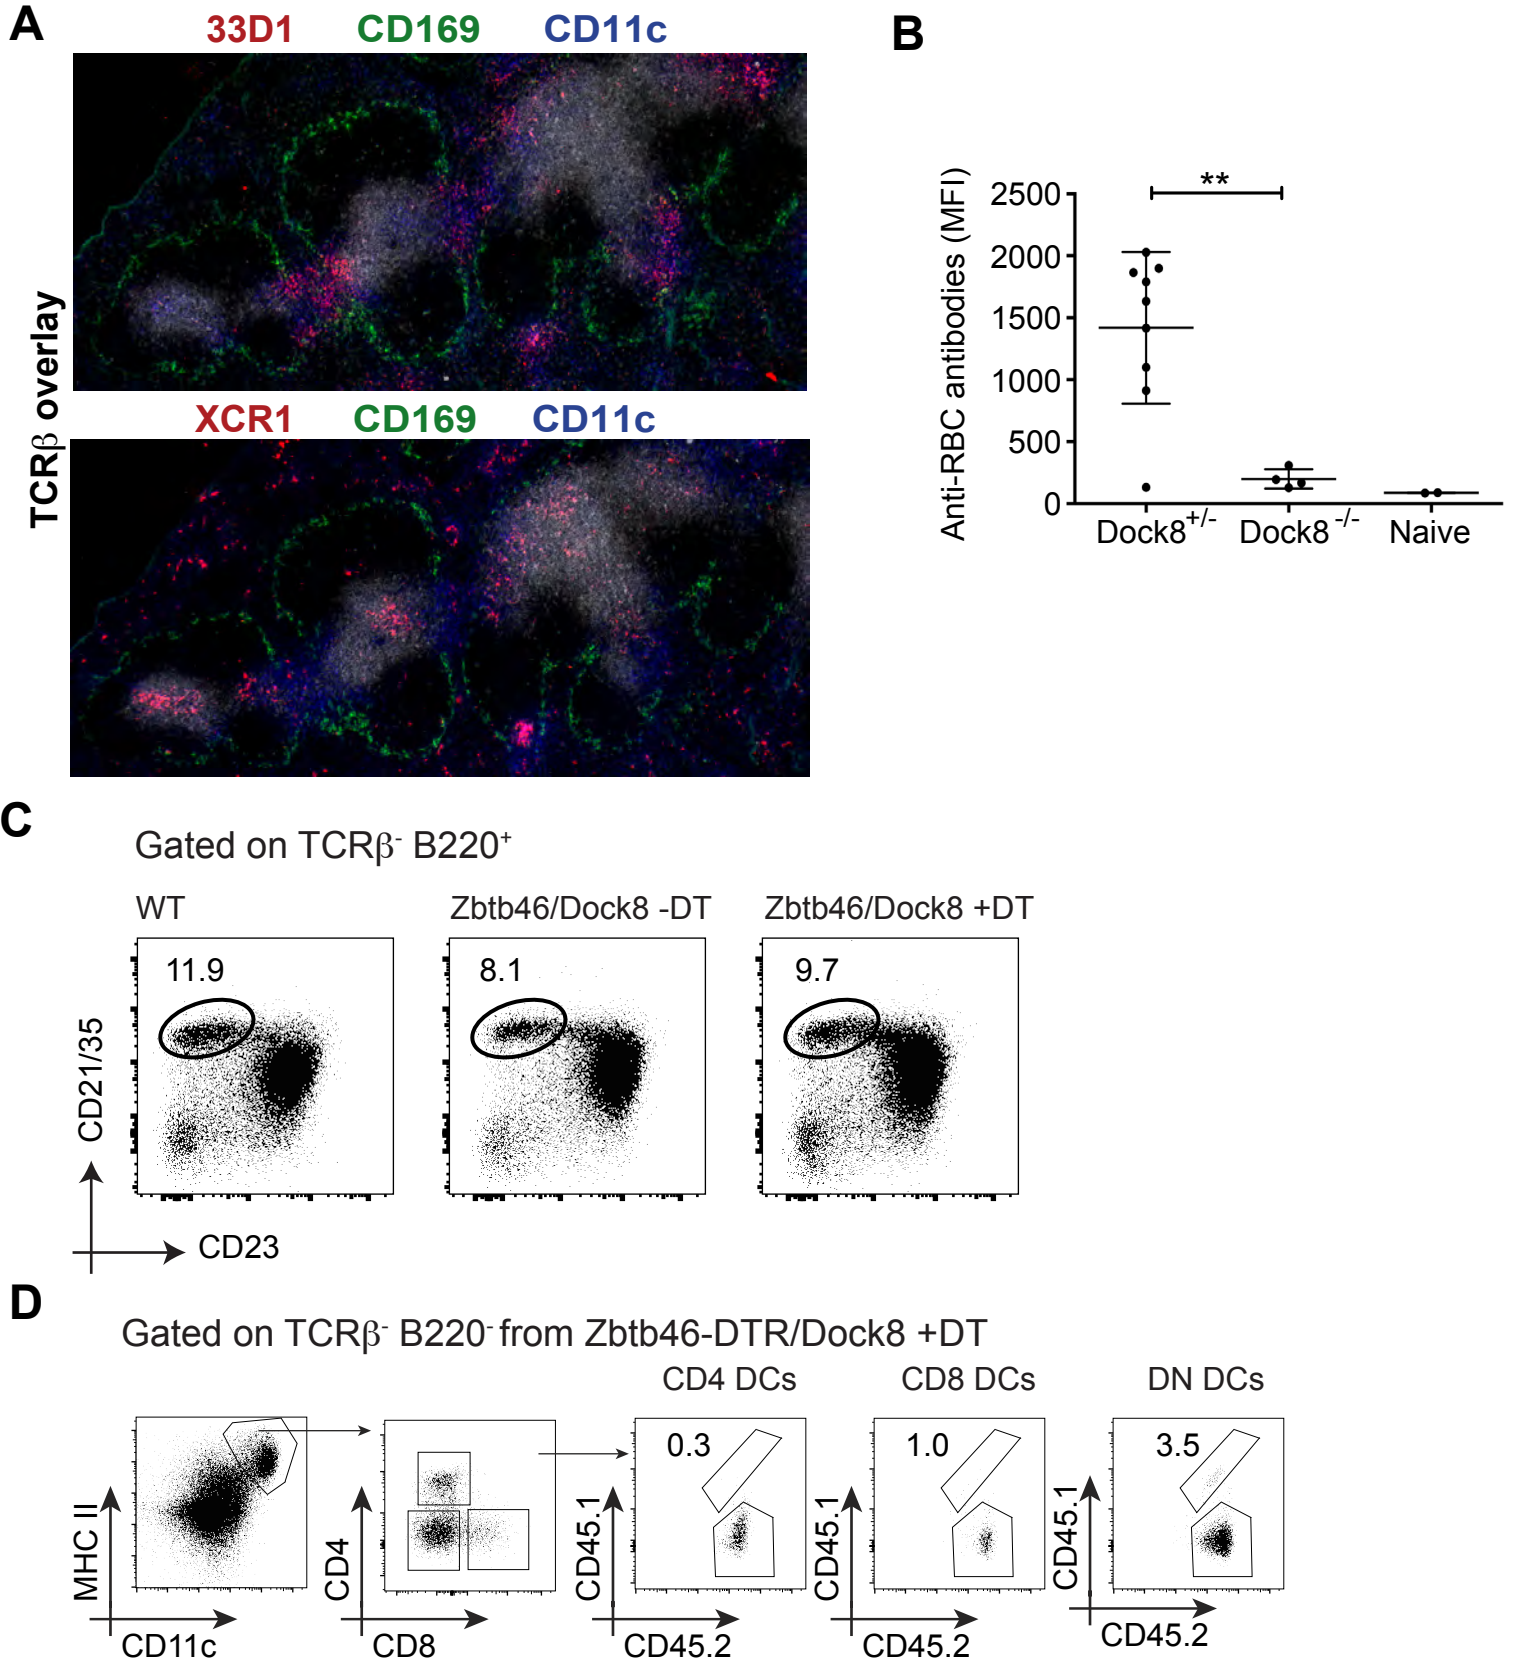 A
33D1 CD169 CD11c
TCRβ overlay
XCR1 CD169 CD11c
B
Anti-RBC antibodies (MFI)
**
2500
2000
1500
1000
500
0
Dock8+/- Dock8 -/- Naive
C
Gated on TCRβ- B220+
WT Zbtb46/Dock8 -DT Zbtb46/Dock8 +DT
11.9 8.1 9.7
CD21/35
CD23
D
Gated on TCRβ- B220- from Zbtb46-DTR/Dock8 +DT
CD4 DCs CD8 DCs DN DCs
0.3 1.0 3.5
MHC II CD4 CD45.1 CD45.1 CD45.1
CD11c CD8 CD45.2 CD45.2 CD45.2